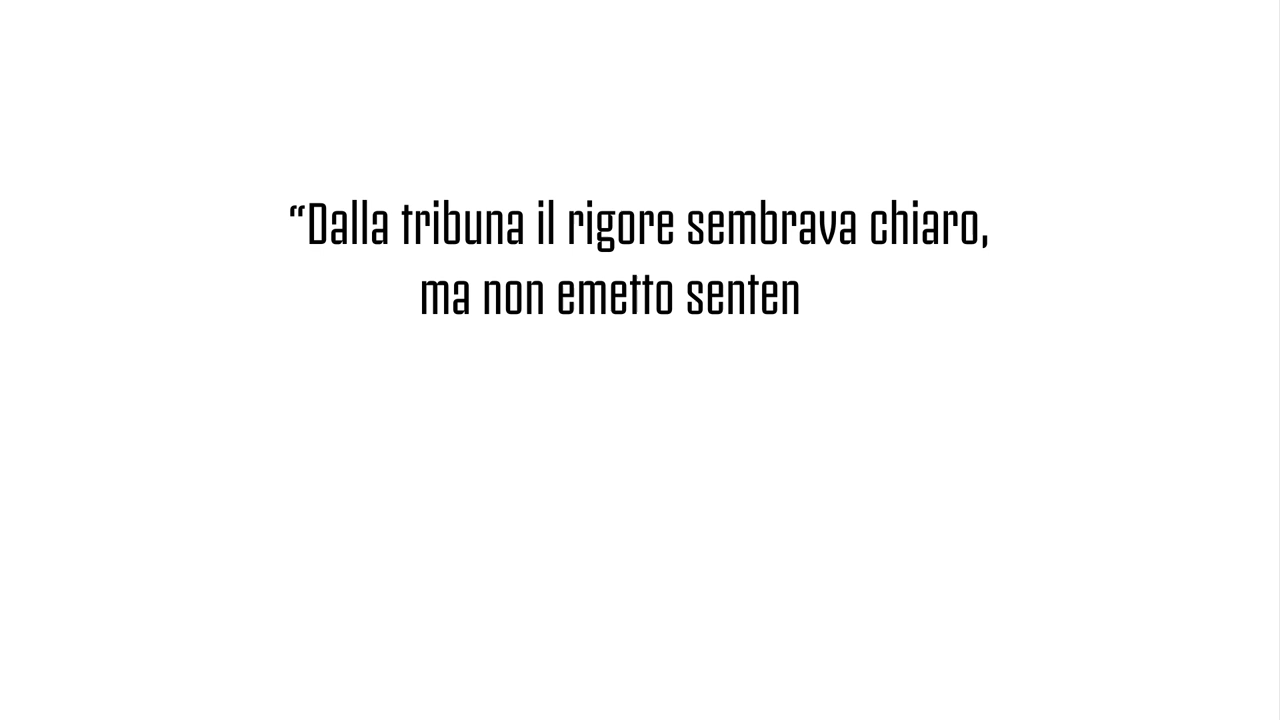 “Dalla tribuna il rigore sembrava chiaro,
ma non emetto senten